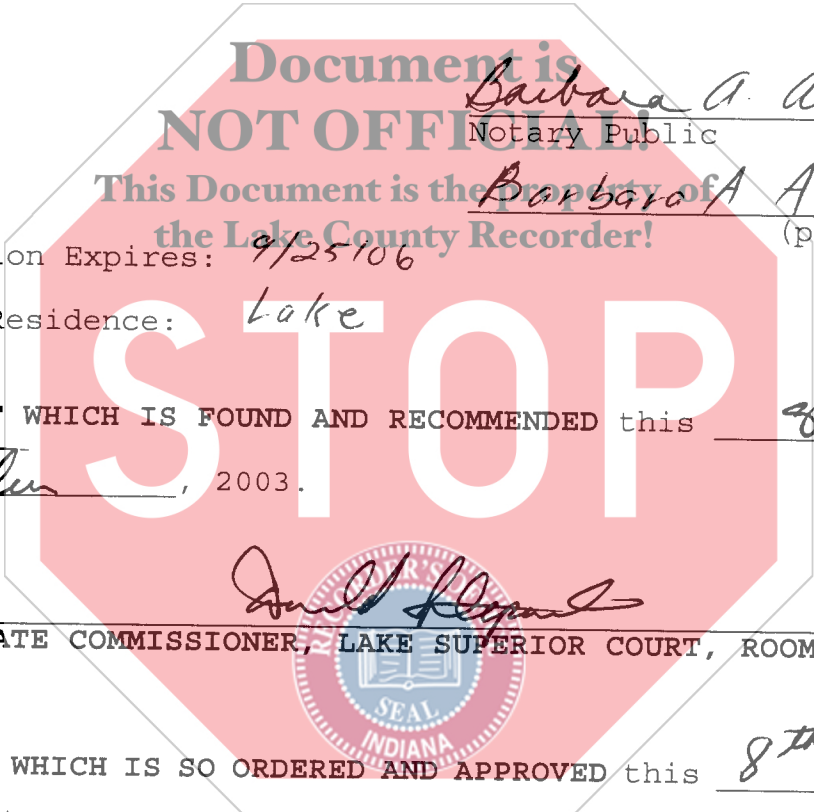 Document is
NOT OFFICIAL!
This Document is the property of
the Lake County Recorder!
Barbara A. A
Notary Public
Barbara A A
(p
on Expires: 9/25/06
Residence: Lake
STOP
WHICH IS FOUND AND RECOMMENDED this
, 2003.
RECORDER'S
SEAL
INDIANA
ATE COMMISSIONER, LAKE SUPERIOR COURT, ROOM
WHICH IS SO ORDERED AND APPROVED this 8th